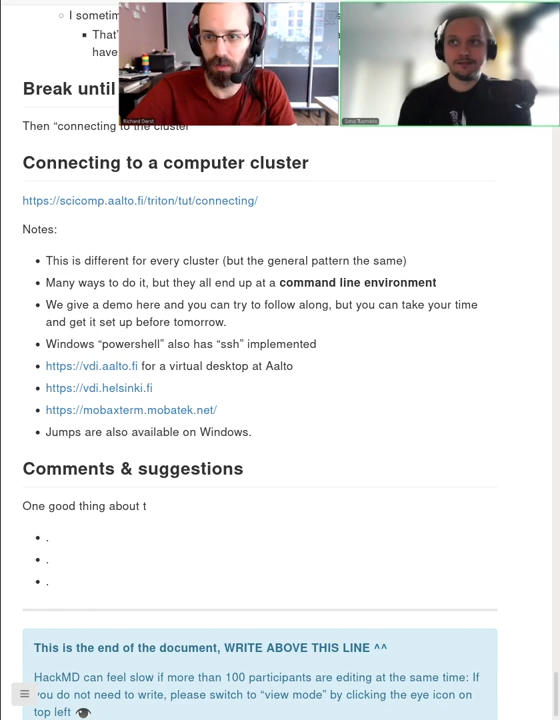 I sometim
That'
have
Break until
Then “connecting to the cluster
Richard Darst
Connecting to a computer cluster
https://scicomp.aalto.fi/triton/tut/connecting/
Notes:
This is different for every cluster (but the general pattern the same)
Many ways to do it, but they all end up at a command line environment
We give a demo here and you can try to follow along, but you can take your time
and get it set up before tomorrow.
Windows “powershell” also has “ssh” implemented
https://vdi.aalto.fi for a virtual desktop at Aalto
https://vdi.helsinki.fi
https://mobaxterm.mobatek.net/
Jumps are also available on Windows.
Comments & suggestions
One good thing about t
.
.
.
This is the end of the document, WRITE ABOVE THIS LINE ^^
HackMD can feel slow if more than 100 participants are editing at the same time: If
you do not need to write, please switch to “view mode” by clicking the eye icon on
top left 👁